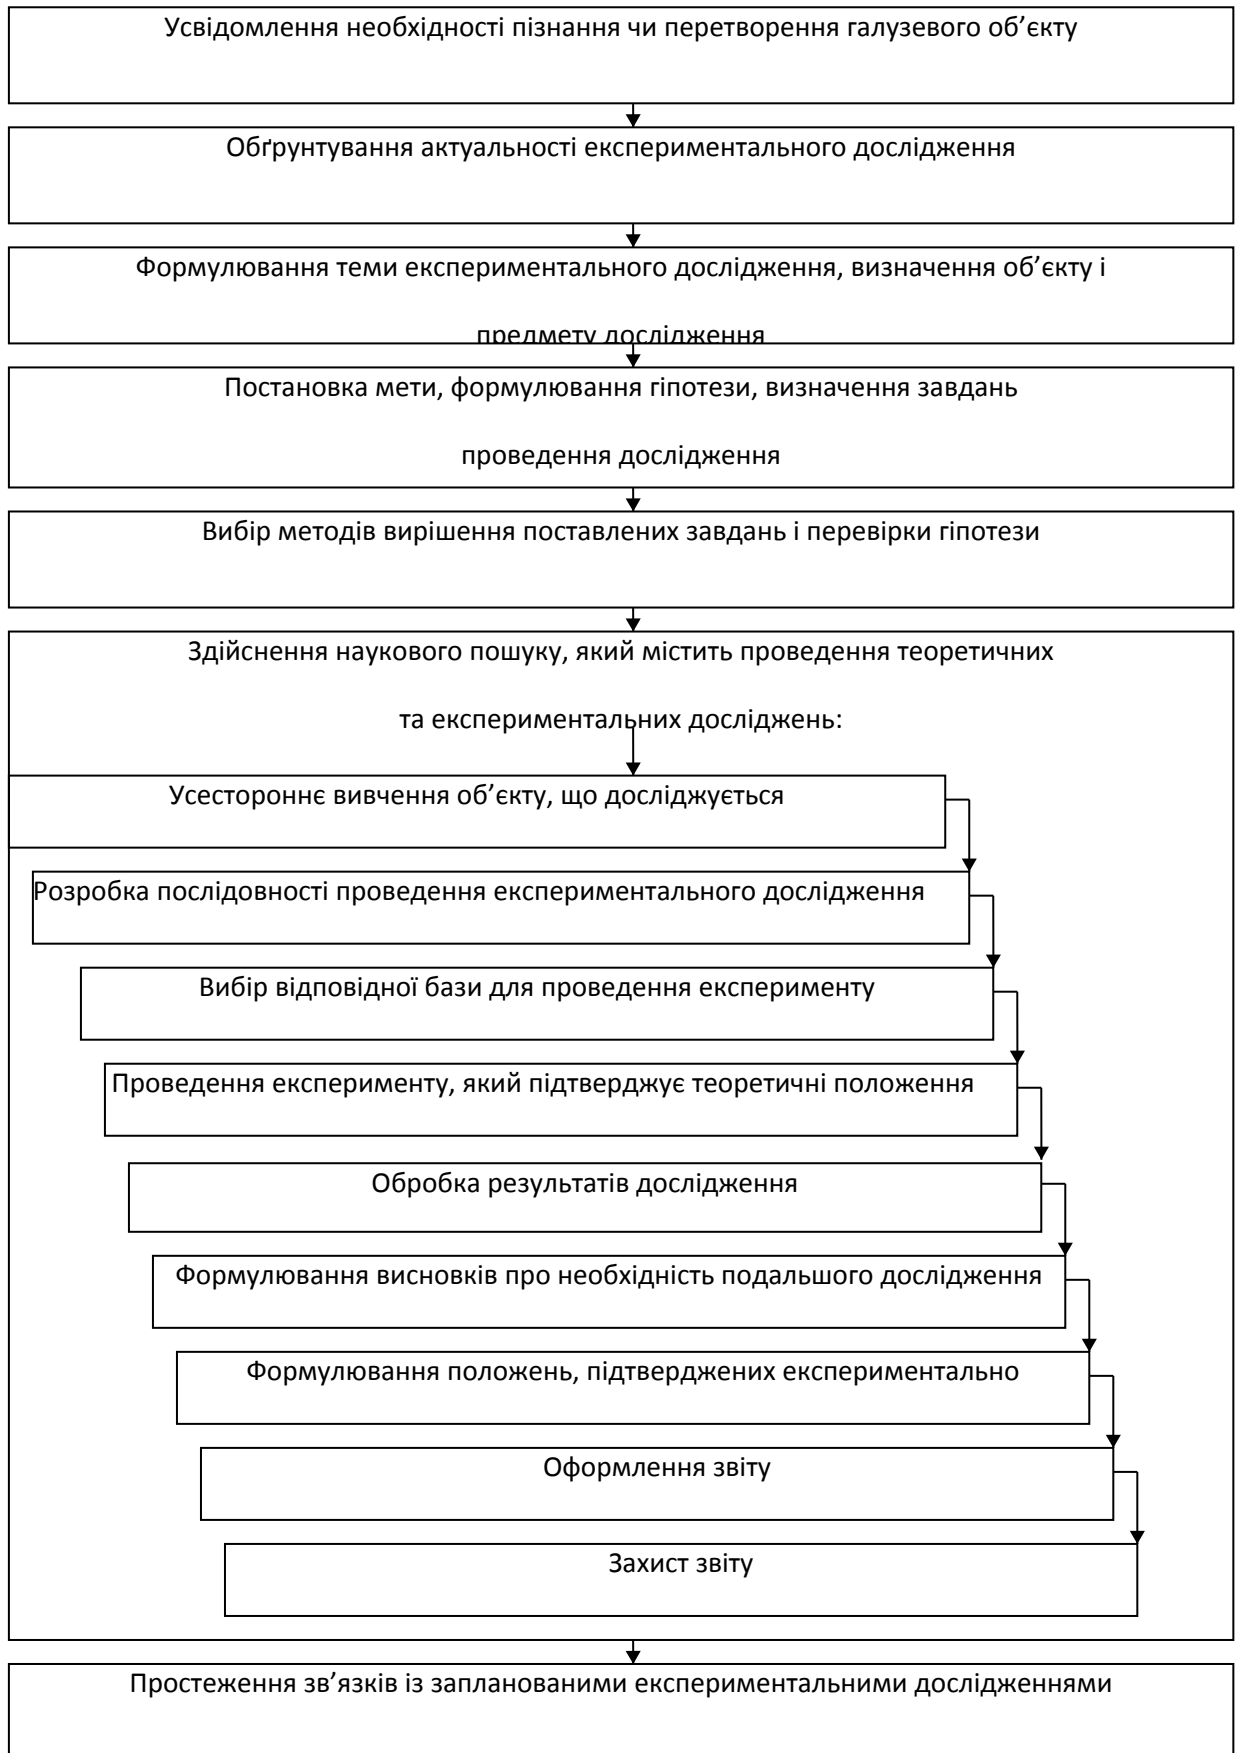 Усвідомлення необхідності пізнання чи перетворення галузевого об’єкту
Обґрунтування актуальності експериментального дослідження
Формулювання теми експериментального дослідження, визначення об’єкту і
предмету дослідження
Постановка мети, формулювання гіпотези, визначення завдань
проведення дослідження
Вибір методів вирішення поставлених завдань і перевірки гіпотези
Здійснення наукового пошуку, який містить проведення теоретичних
та експериментальних досліджень:
Усестороннє вивчення об’єкту, що досліджується
Розробка послідовності проведення експериментального дослідження
Вибір відповідної бази для проведення експерименту
Проведення експерименту, який підтверджує теоретичні положення
Обробка результатів дослідження
Формулювання висновків про необхідність подальшого дослідження
Формулювання положень, підтверджених експериментально
Оформлення звіту
Захист звіту
Простеження зв’язків із запланованими експериментальними дослідженнями